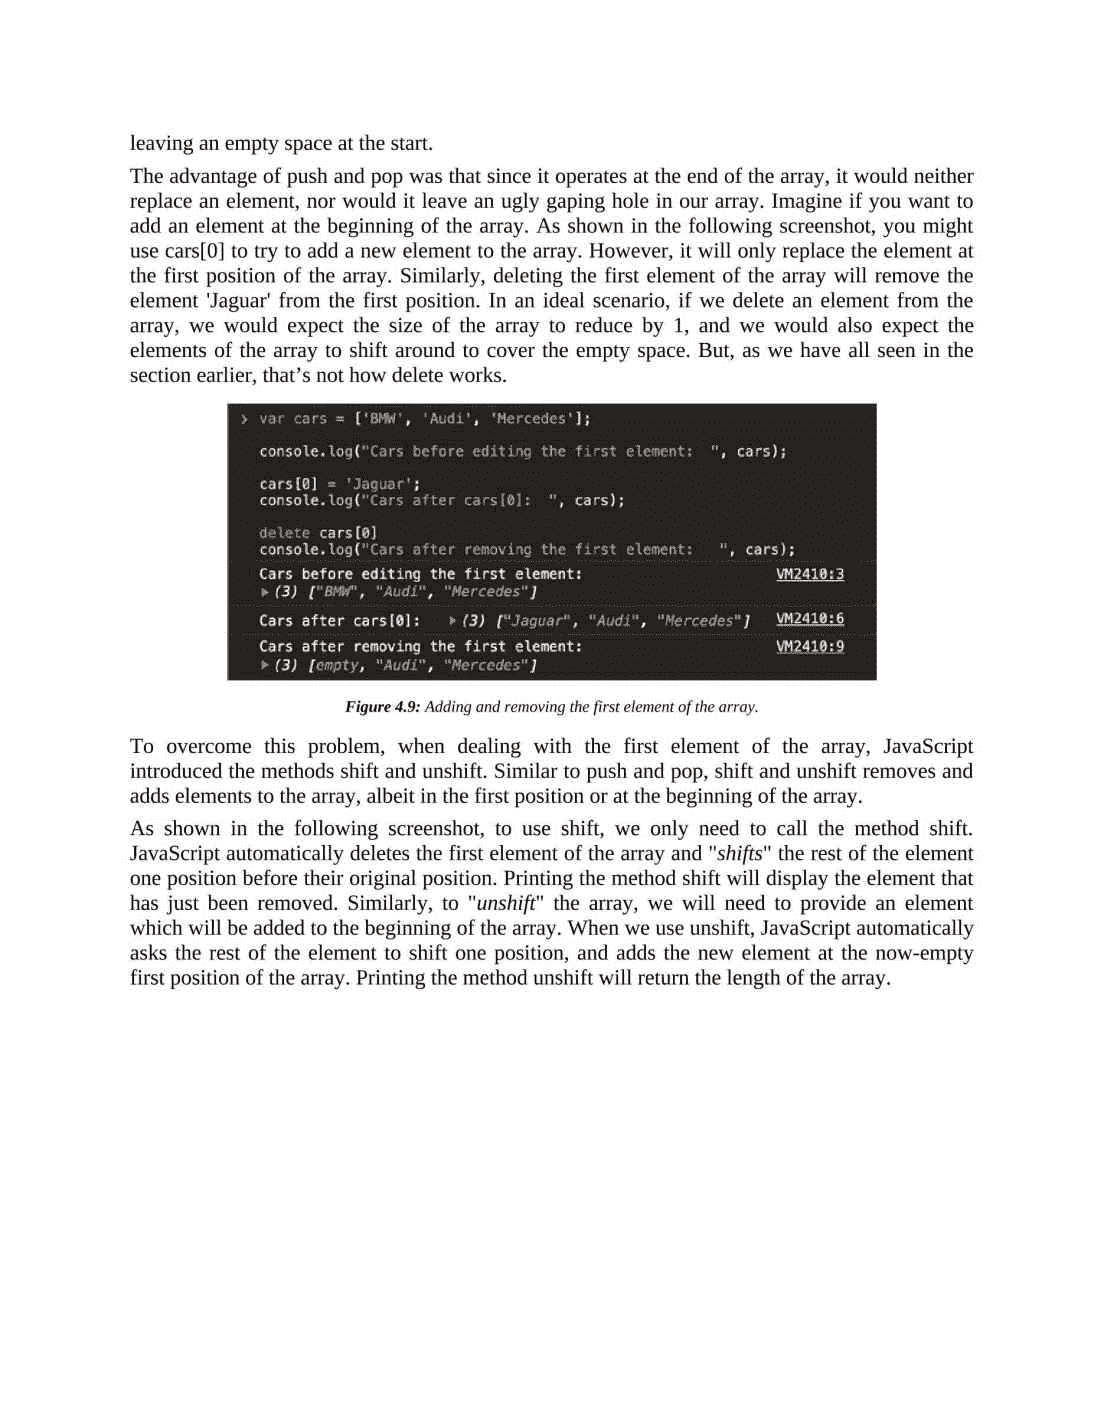 leaving an empty space at the start.
The advantage of push and pop was that since it operates at the end of the array, it would neither
replace an element, nor would it leave an ugly gaping hole in our array. Imagine if you want to
add an element at the beginning of the array. As shown in the following screenshot, you might
use cars[0] to try to add a new element to the array. However, it will only replace the element at
the first position of the array. Similarly, deleting the first element of the array will remove the
element 'Jaguar' from the first position. In an ideal scenario, if we delete an element from the
array, we would expect the size of the array to reduce by 1, and we would also expect the
elements of the array to shift around to cover the empty space. But, as we have all seen in the
section earlier, that’s not how delete works.
> var cars = ['BMW', 'Audi', 'Mercedes'];
console.log("Cars before editing the first element:  ", cars);
cars[0] = 'Jaguar';
console.log("Cars after cars[0]:  ", cars);
delete cars[0]
console.log("Cars after removing the first element:   ", cars);
Cars before editing the first element: VM2410:3
▶ (3) ["BMW", "Audi", "Mercedes"]
Cars after cars[0]: ▶ (3) ["Jaguar", "Audi", "Mercedes"] VM2410:6
Cars after removing the first element: VM2410:9
▶ (3) [empty, "Audi", "Mercedes"]
Figure 4.9: Adding and removing the first element of the array.
To overcome this problem, when dealing with the first element of the array, JavaScript
introduced the methods shift and unshift. Similar to push and pop, shift and unshift removes and
adds elements to the array, albeit in the first position or at the beginning of the array.
As shown in the following screenshot, to use shift, we only need to call the method shift.
JavaScript automatically deletes the first element of the array and "shifts" the rest of the element
one position before their original position. Printing the method shift will display the element that
has just been removed. Similarly, to "unshift" the array, we will need to provide an element
which will be added to the beginning of the array. When we use unshift, JavaScript automatically
asks the rest of the element to shift one position, and adds the new element at the now-empty
first position of the array. Printing the method unshift will return the length of the array.